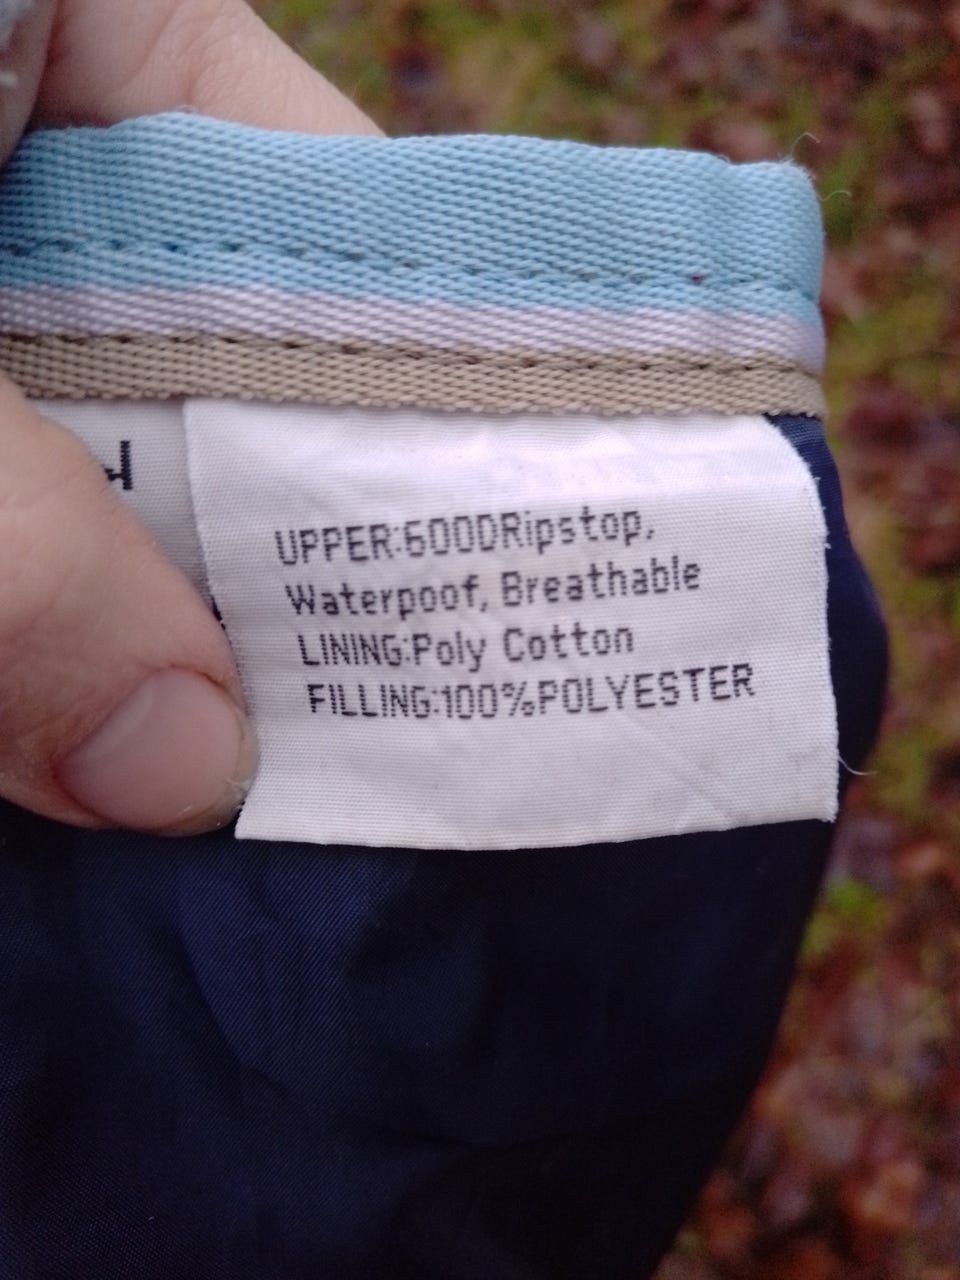 UPPER:600DRipstop,
Waterpoof, Breathable
LINING:Poly Cotton
FILLING:100%POLYESTER